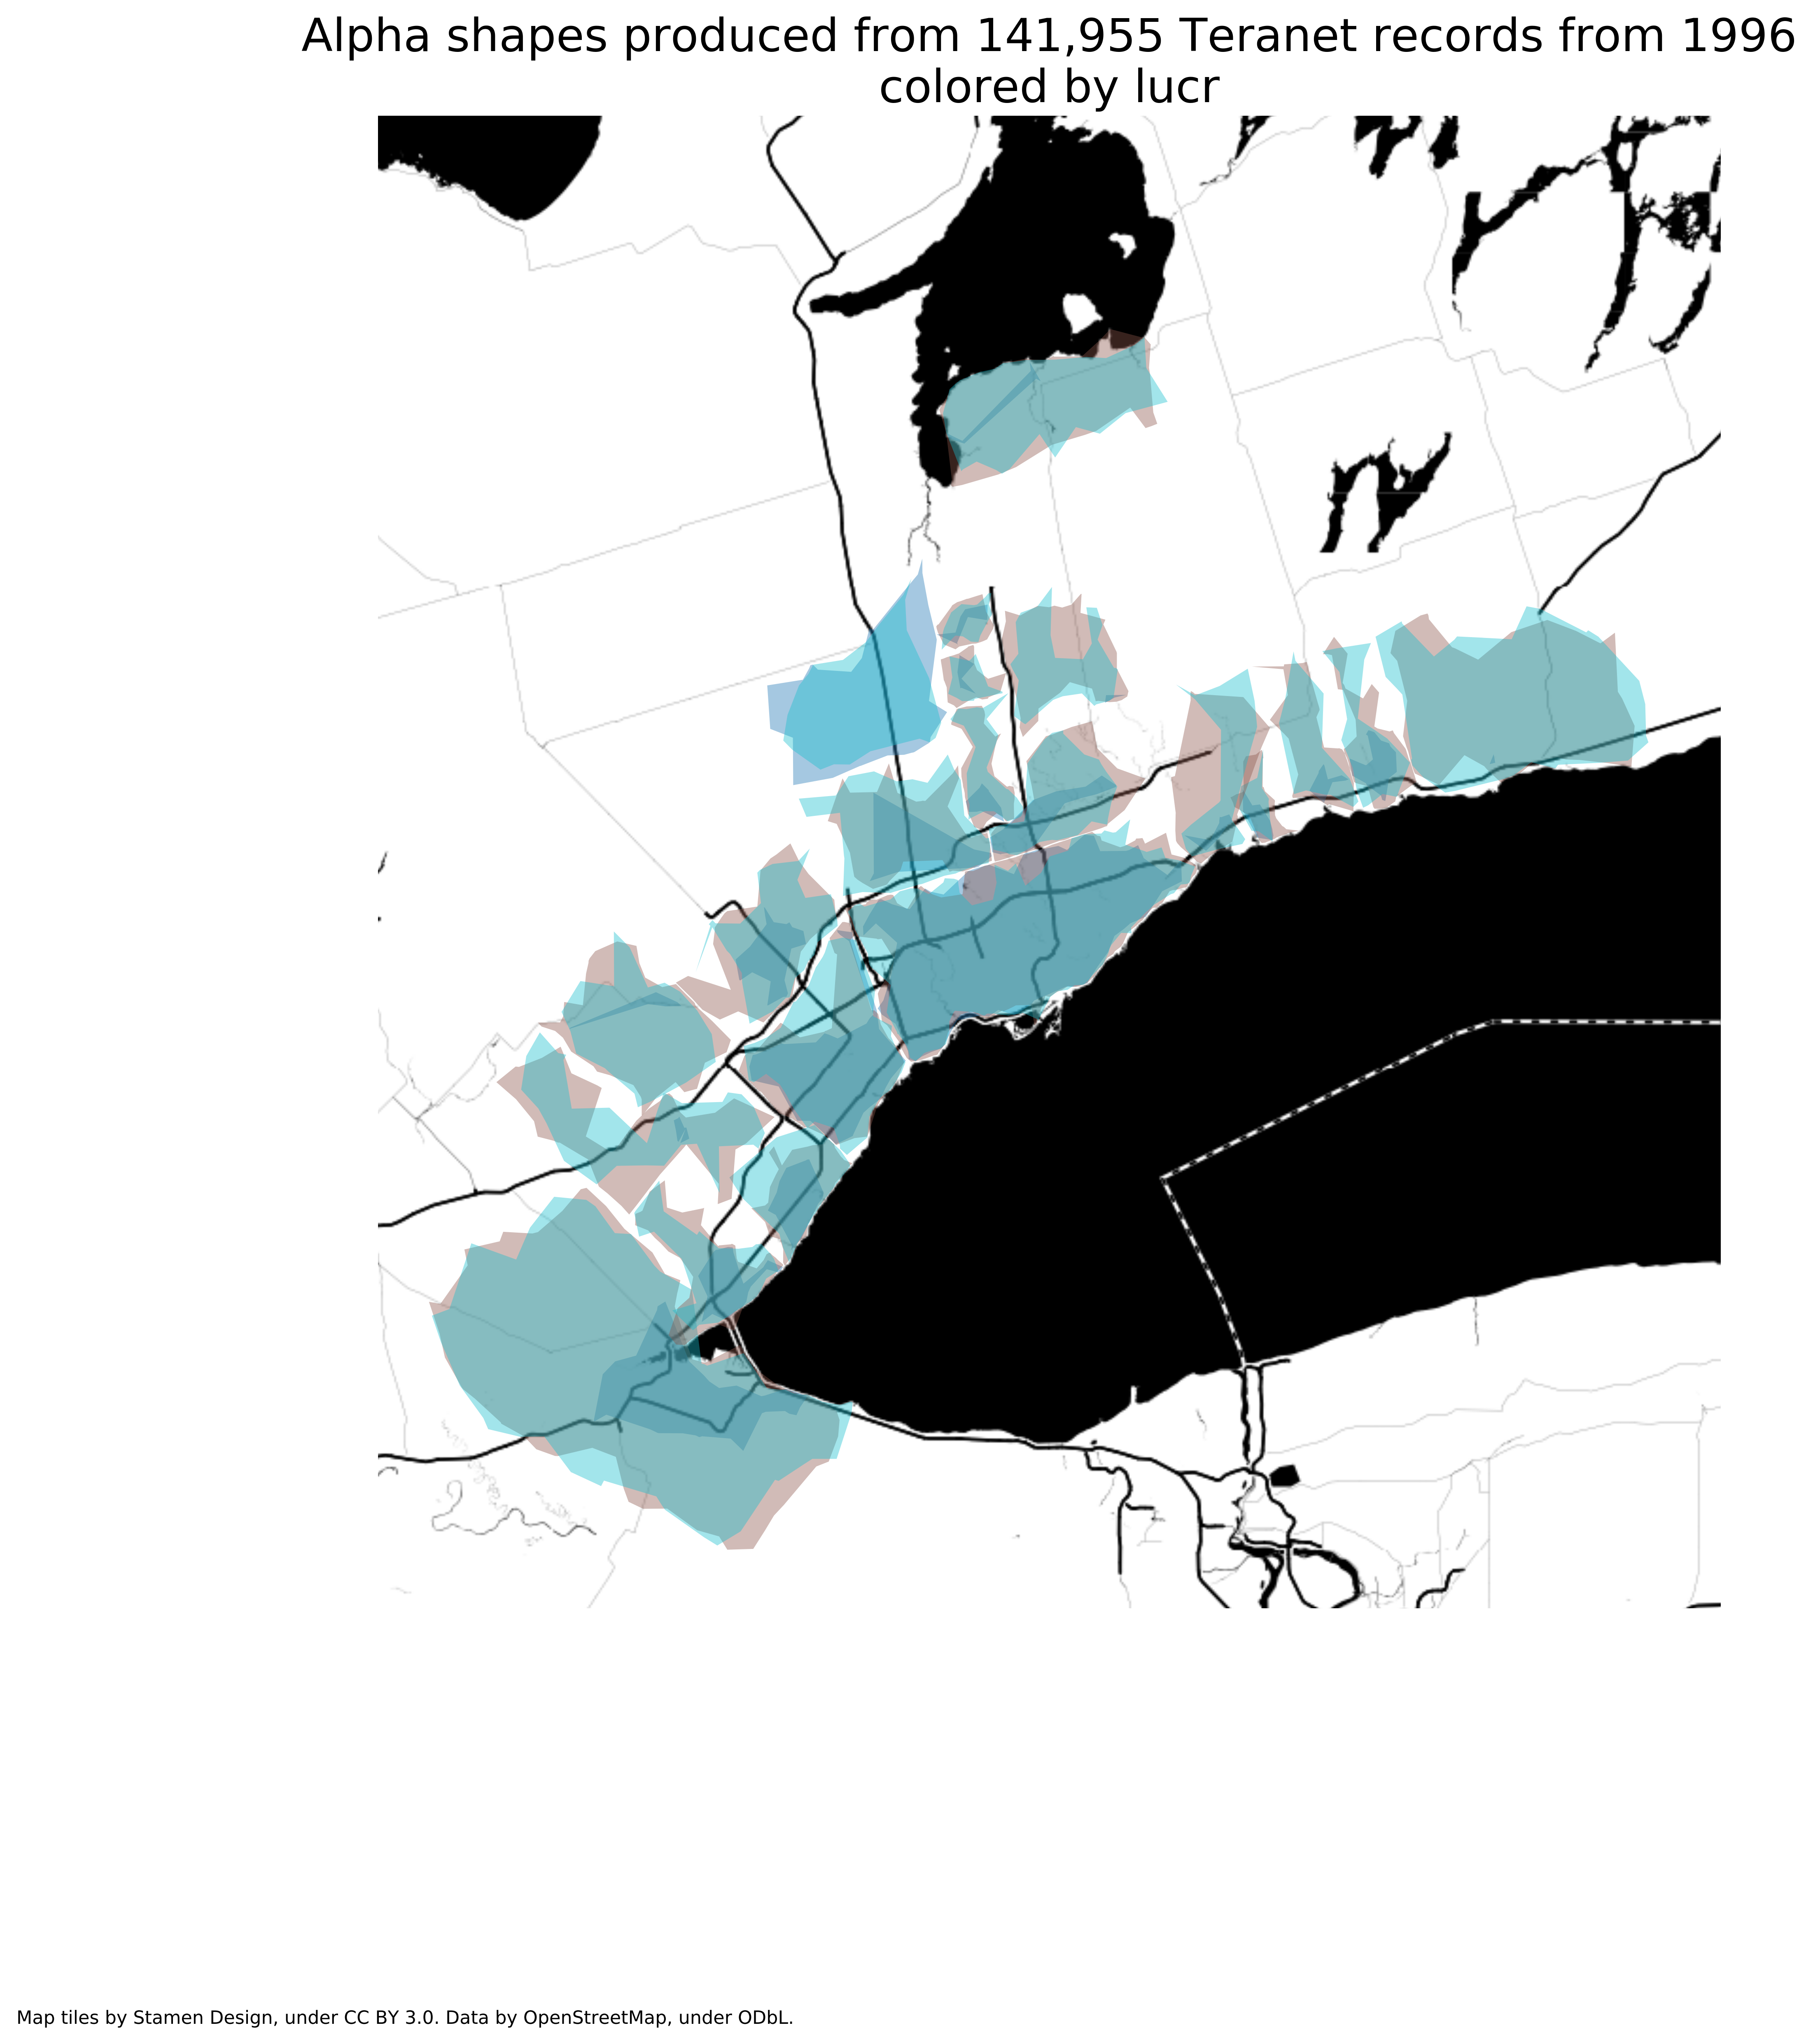 Alpha shapes produced from 141,955 Teranet records from 1996
colored by lucr
Map tiles by Stamen Design, under CC BY 3.0. Data by OpenStreetMap, under ODbL.